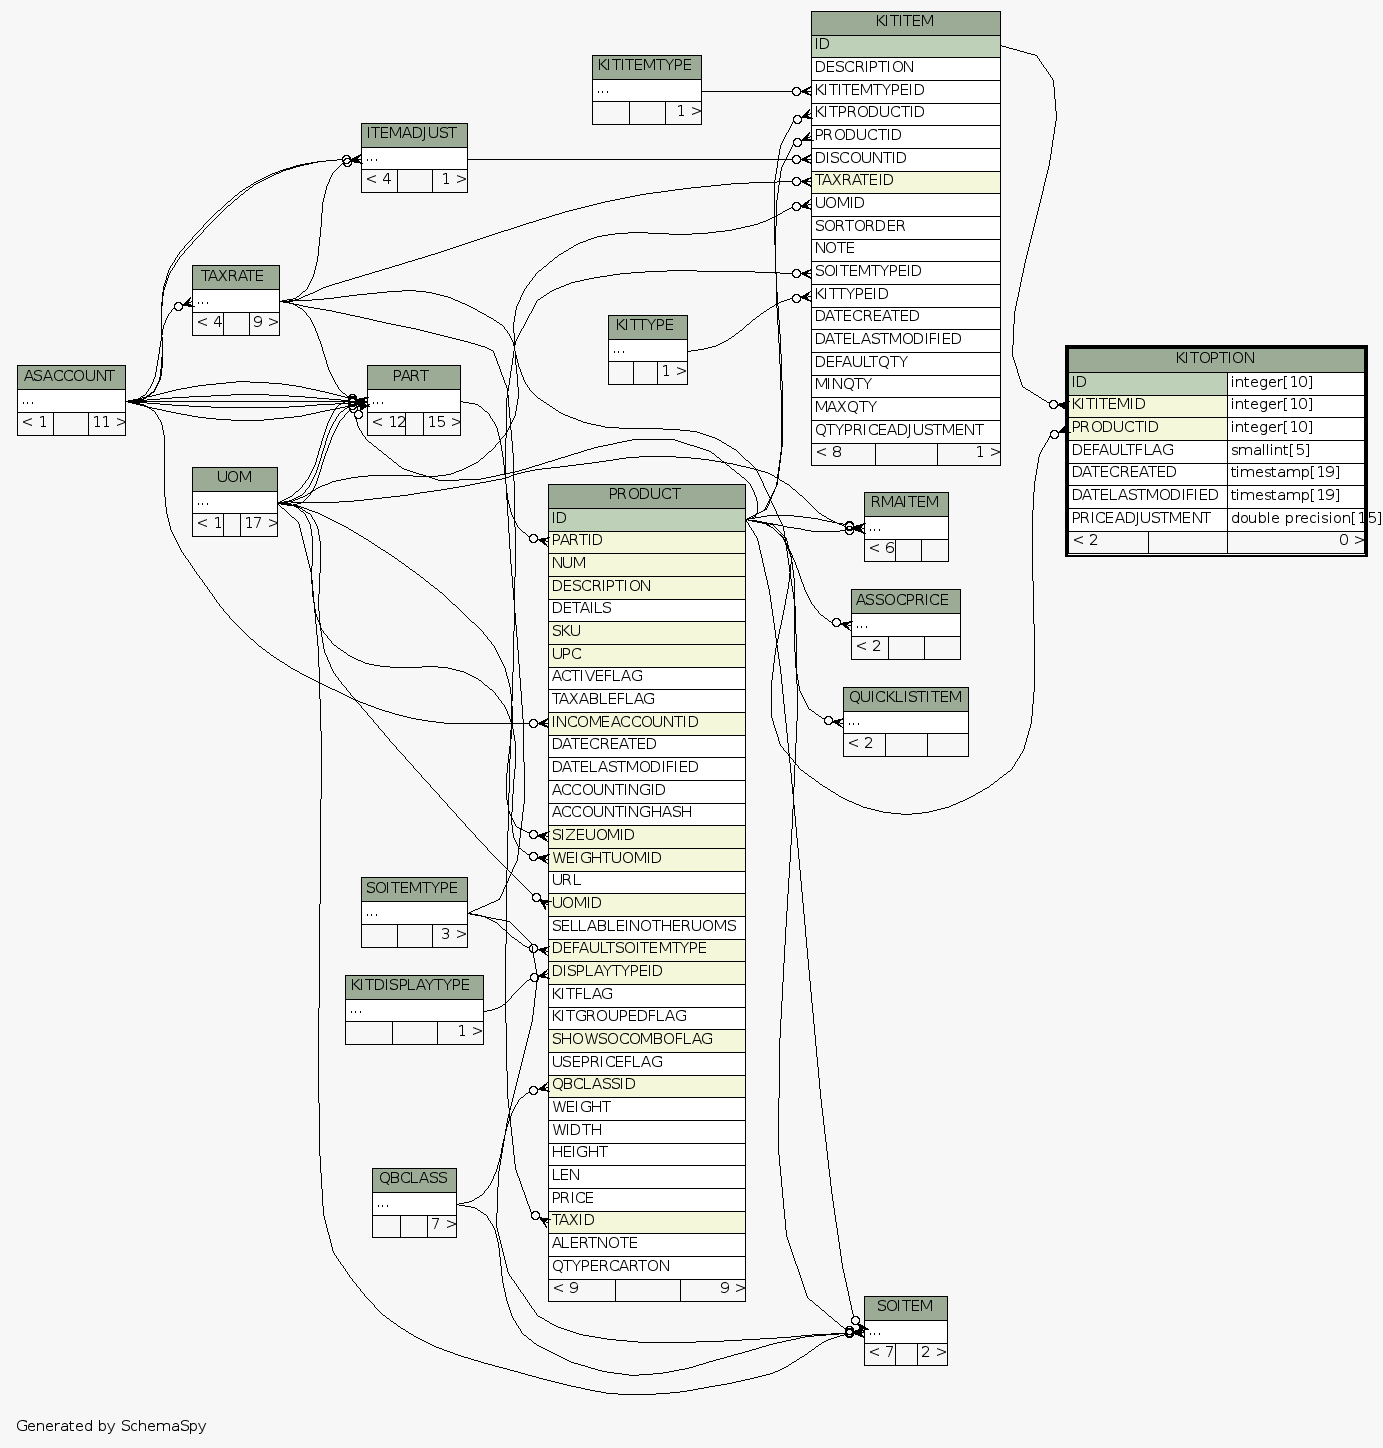 KITITEM
ID
DESCRIPTION
KITITEMTYPEID
KITPRODUCTID
PRODUCTID
DISCOUNTID
TAXRATEID
UOMID
SORTORDER
NOTE
SOITEMTYPEID
KITTYPEID
DATECREATED
DATELASTMODIFIED
DEFAULTQTY
MINQTY
MAXQTY
QTYPRICEADJUSTMENT
< 8 1 >
KITITEMTYPE
...
1 >
ITEMADJUST
...
< 4 1 >
TAXRATE
...
< 4 9 >
KITTYPE
...
1 >
ASACCOUNT
...
< 1 11 >
PART
...
< 12 15 >
KITOPTION
ID integer[10]
KITITEMID integer[10]
PRODUCTID integer[10]
DEFAULTFLAG smallint[5]
DATECREATED timestamp[19]
DATELASTMODIFIED timestamp[19]
PRICEADJUSTMENT double precision[15]
< 2 0 >
UOM
...
< 1 17 >
PRODUCT
ID
PARTID
NUM
DESCRIPTION
DETAILS
SKU
UPC
ACTIVEFLAG
TAXABLEFLAG
INCOMEACCOUNTID
DATECREATED
DATELASTMODIFIED
ACCOUNTINGID
ACCOUNTINGHASH
SIZEUOMID
WEIGHTUOMID
URL
UOMID
SELLABLEINOTHERUOMS
DEFAULTSOITEMTYPE
DISPLAYTYPEID
KITFLAG
KITGROUPEDFLAG
SHOWSOCOMBOFLAG
USEPRICEFLAG
QBCLASSID
WEIGHT
WIDTH
HEIGHT
LEN
PRICE
TAXID
ALERTNOTE
QTYPERCARTON
< 9 9 >
RMAITEM
...
< 6
ASSOCPRICE
...
< 2
QUICKLISTITEM
...
< 2
SOITEMTYPE
...
3 >
KITDISPLAYTYPE
...
1 >
QBCLASS
...
7 >
SOITEM
...
< 7 2 >
Generated by SchemaSpy